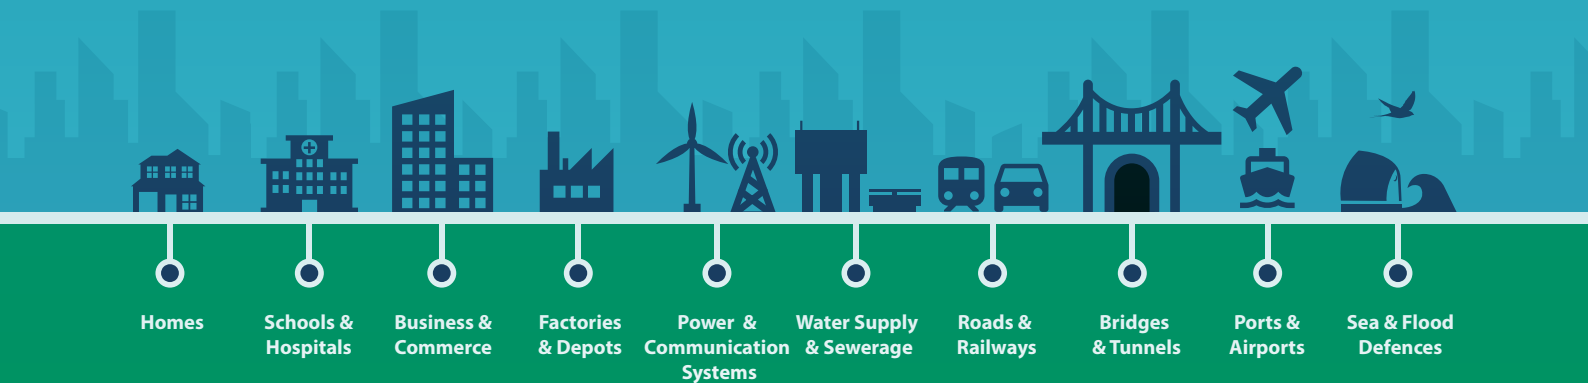 Homes
Schools &
Hospitals
Business &
Commerce
Factories
& Depots
Power &
Communication
Systems
Water Supply
& Sewerage
Roads &
Railways
Bridges
& Tunnels
Ports &
Airports
Sea & Flood
Defences